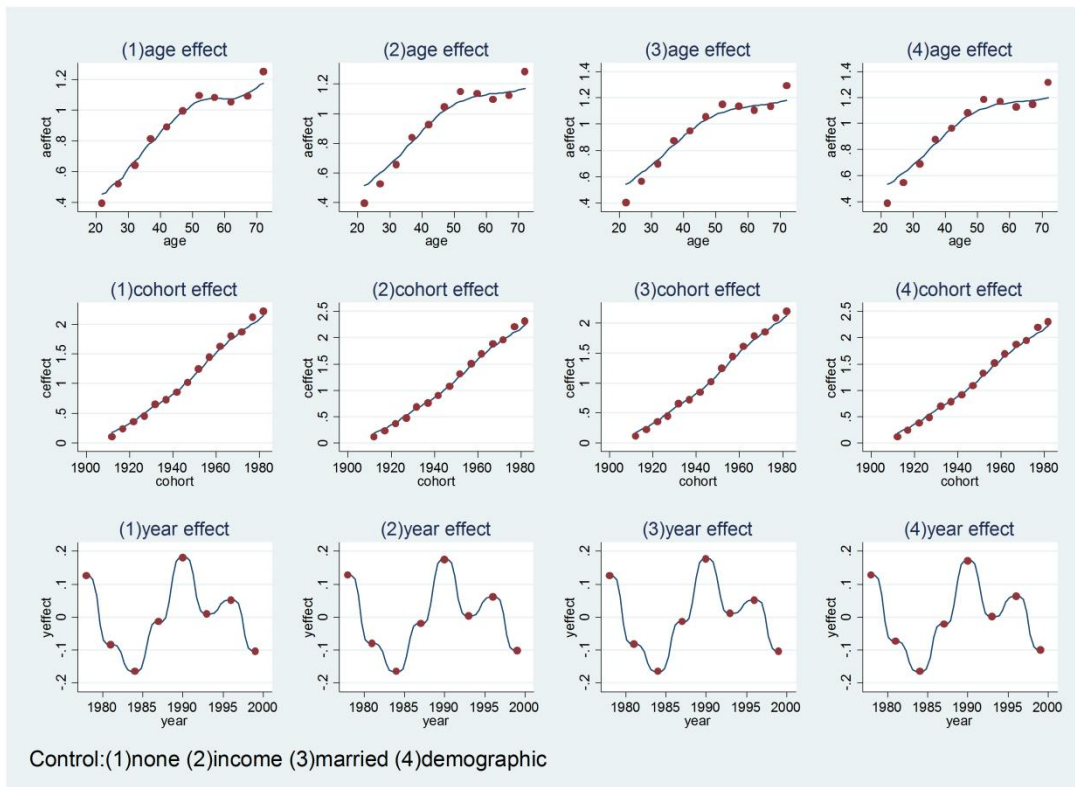 (1)age effect
(2)age effect
(3)age effect
(4)age effect
aeffect
1.2
1
.8
.6
.4
20 30 40 50 60 70
age
aeffect
1.2
1
.8
.6
.4
20 30 40 50 60 70
age
aeffect
1.4
1.2
1
.8
.6
.4
20 30 40 50 60 70
age
aeffect
1.4
1.2
1
.8
.6
.4
20 30 40 50 60 70
age
(1)cohort effect
(2)cohort effect
(3)cohort effect
(4)cohort effect
ceffect
2
1.5
1
.5
0
1900 1920 1940 1960 1980
cohort
ceffect
2.5
2
1.5
1
.5
0
1900 1920 1940 1960 1980
cohort
ceffect
2
1.5
1
.5
0
1900 1920 1940 1960 1980
cohort
ceffect
2.5
2
1.5
1
.5
0
1900 1920 1940 1960 1980
cohort
(1)year effect
(2)year effect
(3)year effect
(4)year effect
yeffect
.2
.1
0
-.1
-.2
1980 1985 1990 1995 2000
year
yeffect
.2
.1
0
-.1
-.2
1980 1985 1990 1995 2000
year
yeffect
.2
.1
0
-.1
-.2
1980 1985 1990 1995 2000
year
yeffect
.2
.1
0
-.1
-.2
1980 1985 1990 1995 2000
year
Control:(1)none (2)income (3)married (4)demographic